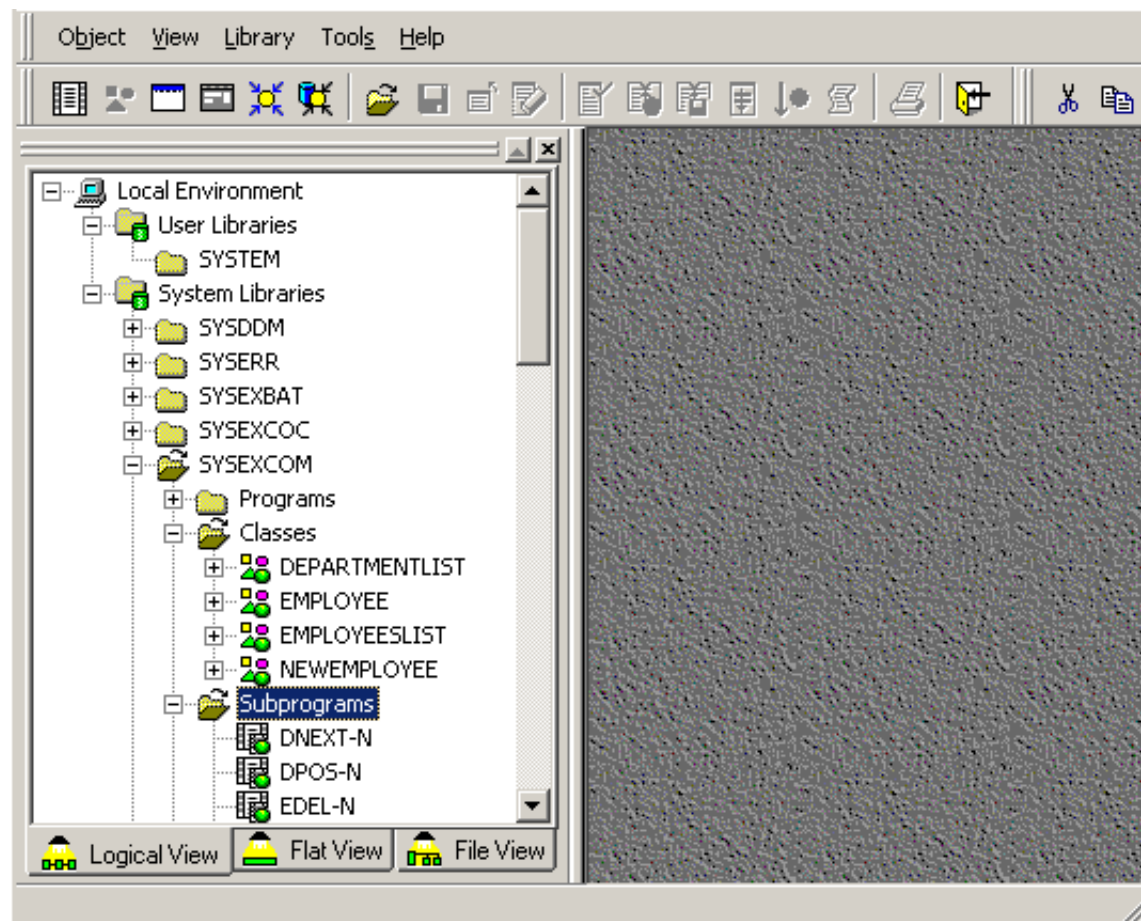 Object View Library Tools Help
Local Environment
User Libraries
SYSTEM
System Libraries
SYSDDM
SYSERR
SYSEXBAT
SYSEXCOC
SYSEXCOM
Programs
Classes
DEPARTMENTLIST
EMPLOYEE
EMPLOYEESLIST
NEWEMPLOYEE
Subprograms
DNEXT-N
DPOS-N
EDEL-N
Logical View Flat View File View